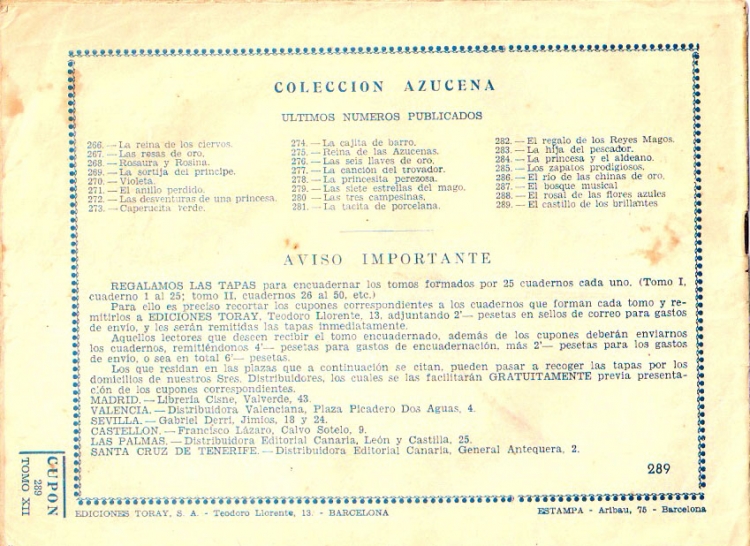 COLECCION AZUCENA
ULTIMOS NUMEROS PUBLICADOS
266.—La reina de los ciervos.
267.—Las rosas de oro.
268.—Rosaura y Rosina.
269.—La sortija del príncipe.
270.—Violeta.
271.—El anillo perdido.
272.—Las desventuras de una princesa.
273.—Caperucita verde.
274.—La cajita de barro.
275.—Reina de las Azucenas.
276.—Las seis llaves de oro.
277.—La canción del trovador.
278.—La princesita perezosa.
279.—Las siete estrellas del mago.
280—Las tres campesinas.
281.—La tacita de porcelana.
282.—El regalo de los Reyes Magos.
283.—La hija del pescador.
284.—La princesa y el aldeano.
285.—Los zapatos prodigiosos.
286—El río de las chinas de oro.
287.—El bosque musical
288—El rosal de las flores azules
289—El castillo de los brillantes
AVISO IMPORTANTE
REGALAMOS LAS TAPAS para encuadernar los tomos formados por 25 cuadernos cada uno. (Tomo I,
cuaderno 1 al 25; tomo II, cuadernos 26 al 50, etc.)
Para ello es preciso recortar los cupones correspondientes a los cuadernos que forman cada tomo y re-
mitirlos a EDICIONES TORAY, Teodoro Llorente, 13, adjuntando 2'— pesetas en sellos de correo para gastos
de envío, y les serán remitidas las tapas inmediatamente.
Aquellos lectores que deseen recibir el tomo encuadernado, además de los cupones deberán enviarnos
los cuadernos, remitiéndonos 4'— pesetas para gastos de encuadernación, más 2'— pesetas para los gastos
de envío, o sea en total 6'— pesetas.
Los que residan en las plazas que a continuación se citan, pueden pasar a recoger las tapas por los
domicilios de nuestros Sres. Distribuidores, los cuales se las facilitarán GRATUITAMENTE previa presenta-
ción de los cupones correspondientes.
MADRID.—Librería Cisne, Valverde, 43.
VALENCIA.—Distribuidora Valenciana, Plaza Picadero Dos Aguas, 4.
SEVILLA.—Gabriel Derri, Jimios, 18 y 24.
CASTELLON.—Francisco Lázaro, Calvo Sotelo, 9.
LAS PALMAS.—Distribuidora Editorial Canaria, León y Castilla, 25.
SANTA CRUZ DE TENERIFE.—Distribuidora Editorial Canaria, General Antequera, 2.
289
CUPON
289
TOMO XII
EDICIONES TORAY, S. A. - Teodoro Llorente, 13. - BARCELONA
ESTAMPA - Aribau, 75 - Barcelona